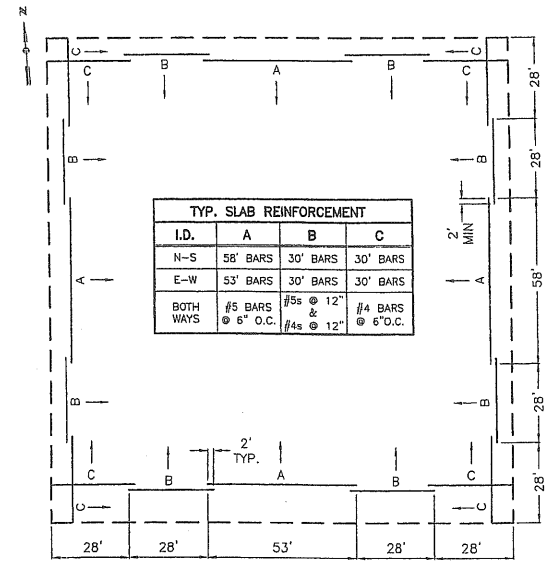 N
C C
C B A B C
28'
B B
28'
2' MIN
TYP. SLAB REINFORCEMENT
I.D. A B C
N-S 58' BARS 30' BARS 30' BARS
E-W 53' BARS 30' BARS 30' BARS
BOTH WAYS #5 BARS @ 6" O.C. #5s @ 12" & #4s @ 12" #4 BARS @ 6"O.C.
A A
58'
B B
28'
2'
TYP.
C B A B C
28'
C C
28' 28' 53' 28' 28'